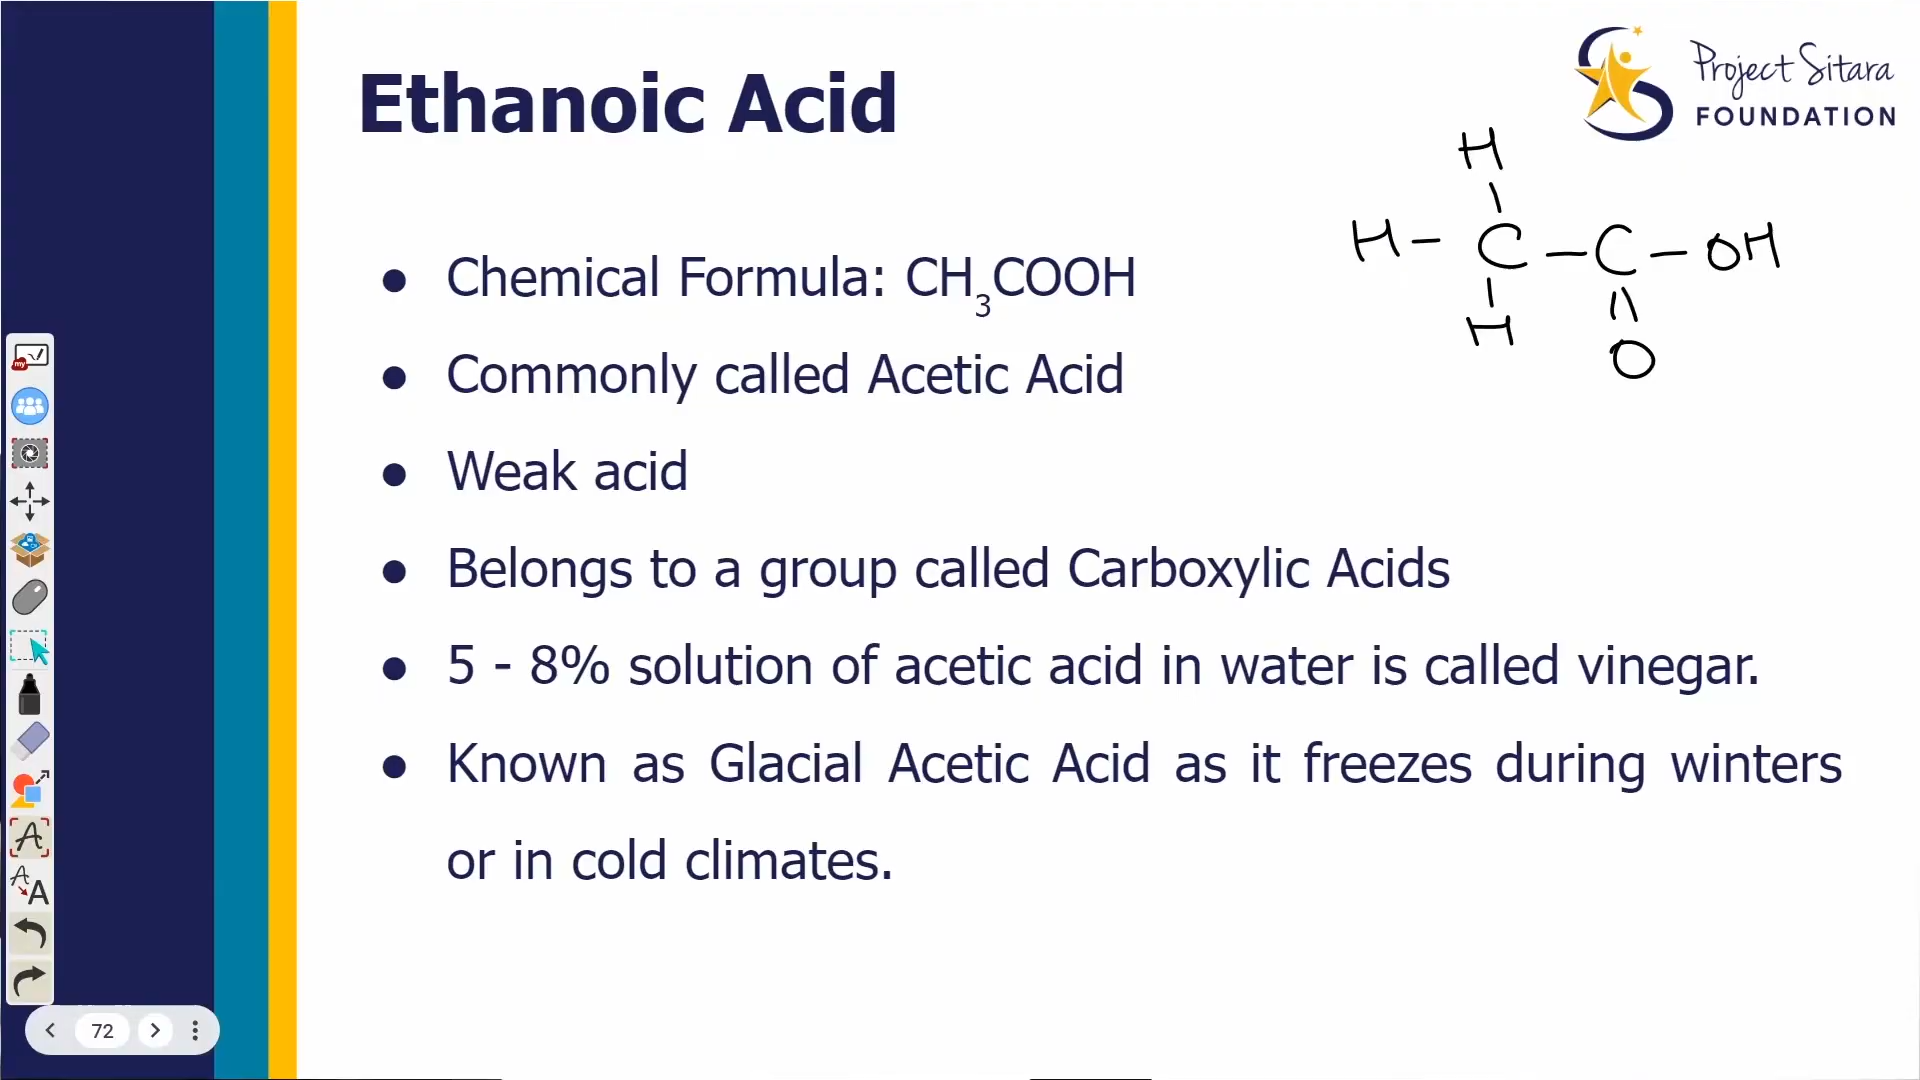 Ethanoic Acid
Project Sitara
FOUNDATION
● Chemical Formula: CH₃COOH
● Commonly called Acetic Acid
● Weak acid
● Belongs to a group called Carboxylic Acids
● 5 - 8% solution of acetic acid in water is called vinegar.
● Known as Glacial Acetic Acid as it freezes during winters
or in cold climates.
H
H - C - C - OH
H
O
my
A
A A
72